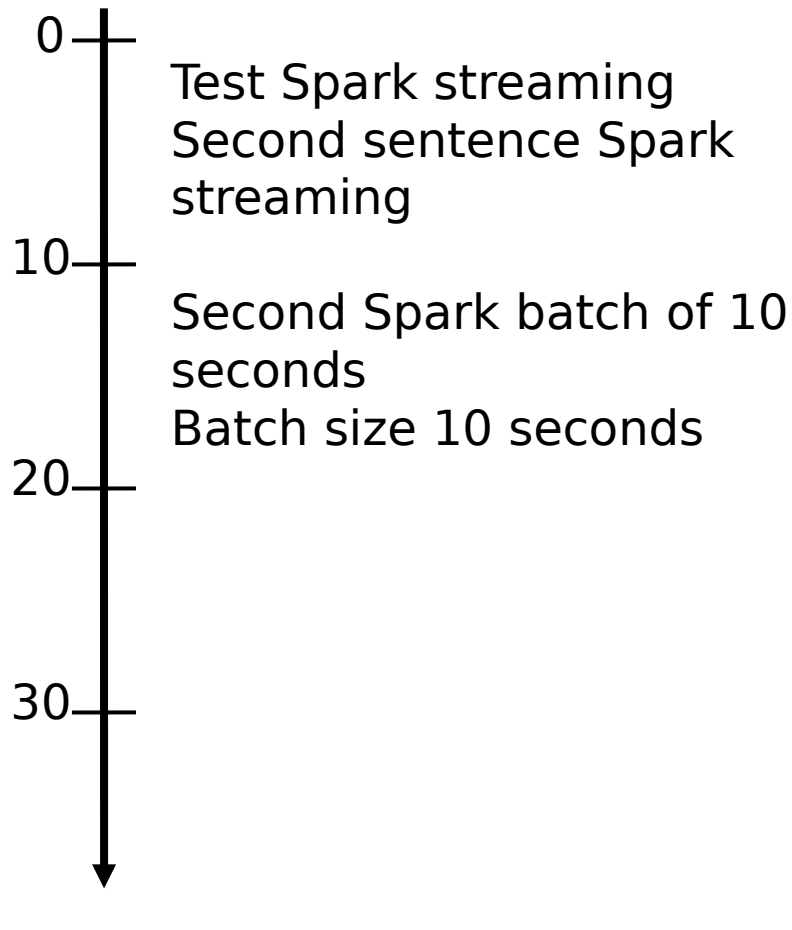 0
Test Spark streaming
Second sentence Spark
streaming
10
Second Spark batch of 10
seconds
Batch size 10 seconds
20
30